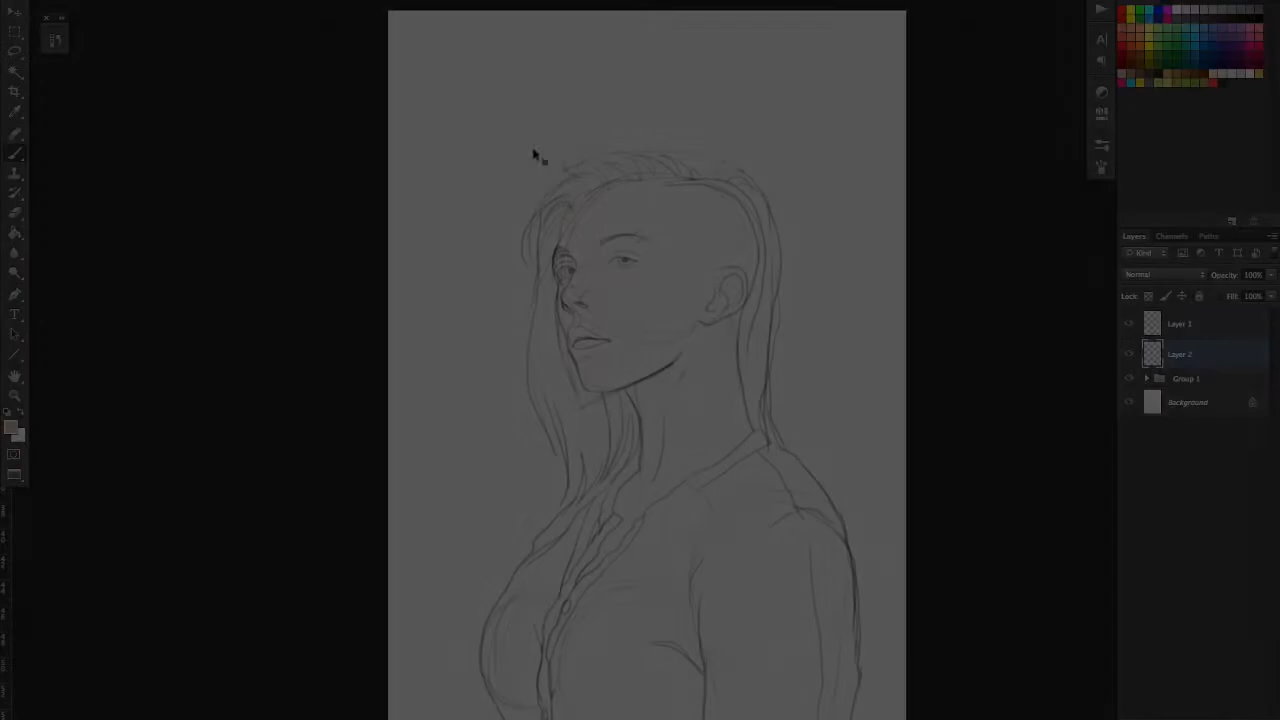 Layers Channels Paths
Kind
Normal Opacity: 100%
Lock: Fill: 100%
Layer 1
Layer 2
Group 1
Background